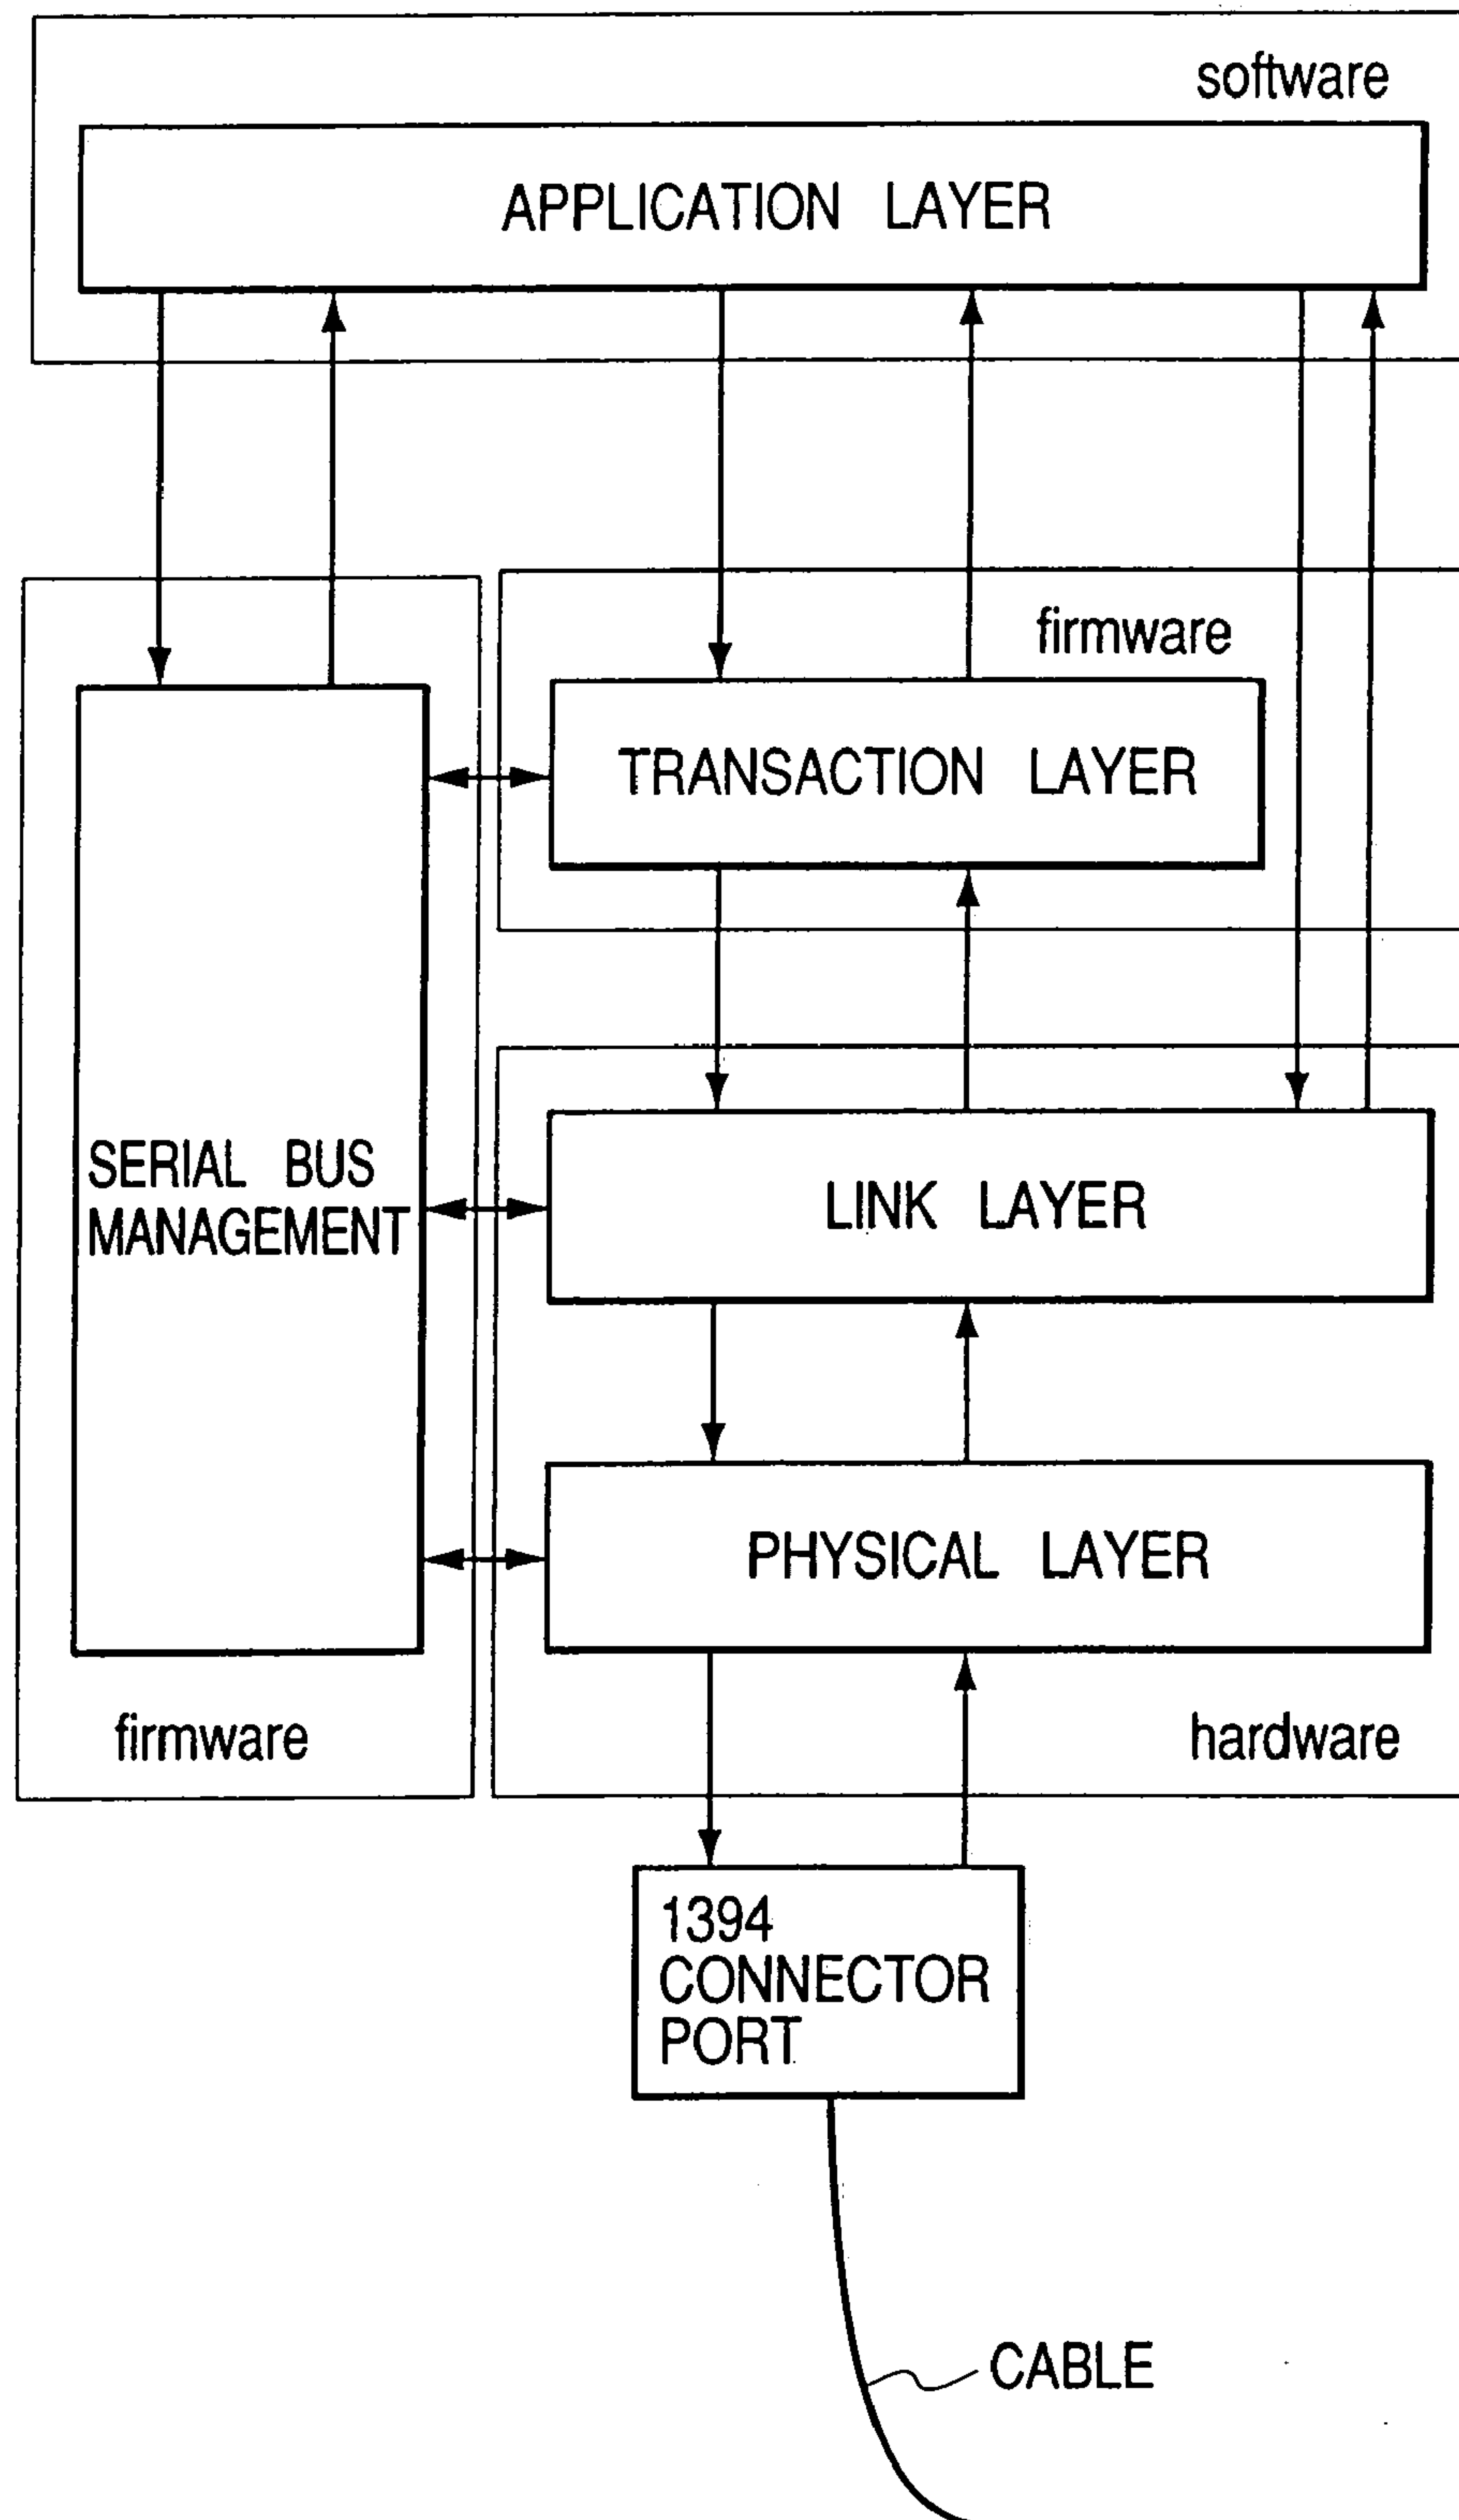 software
APPLICATION LAYER
firmware
TRANSACTION LAYER
SERIAL BUS
MANAGEMENT
LINK LAYER
PHYSICAL LAYER
firmware
hardware
1394
CONNECTOR
PORT
CABLE